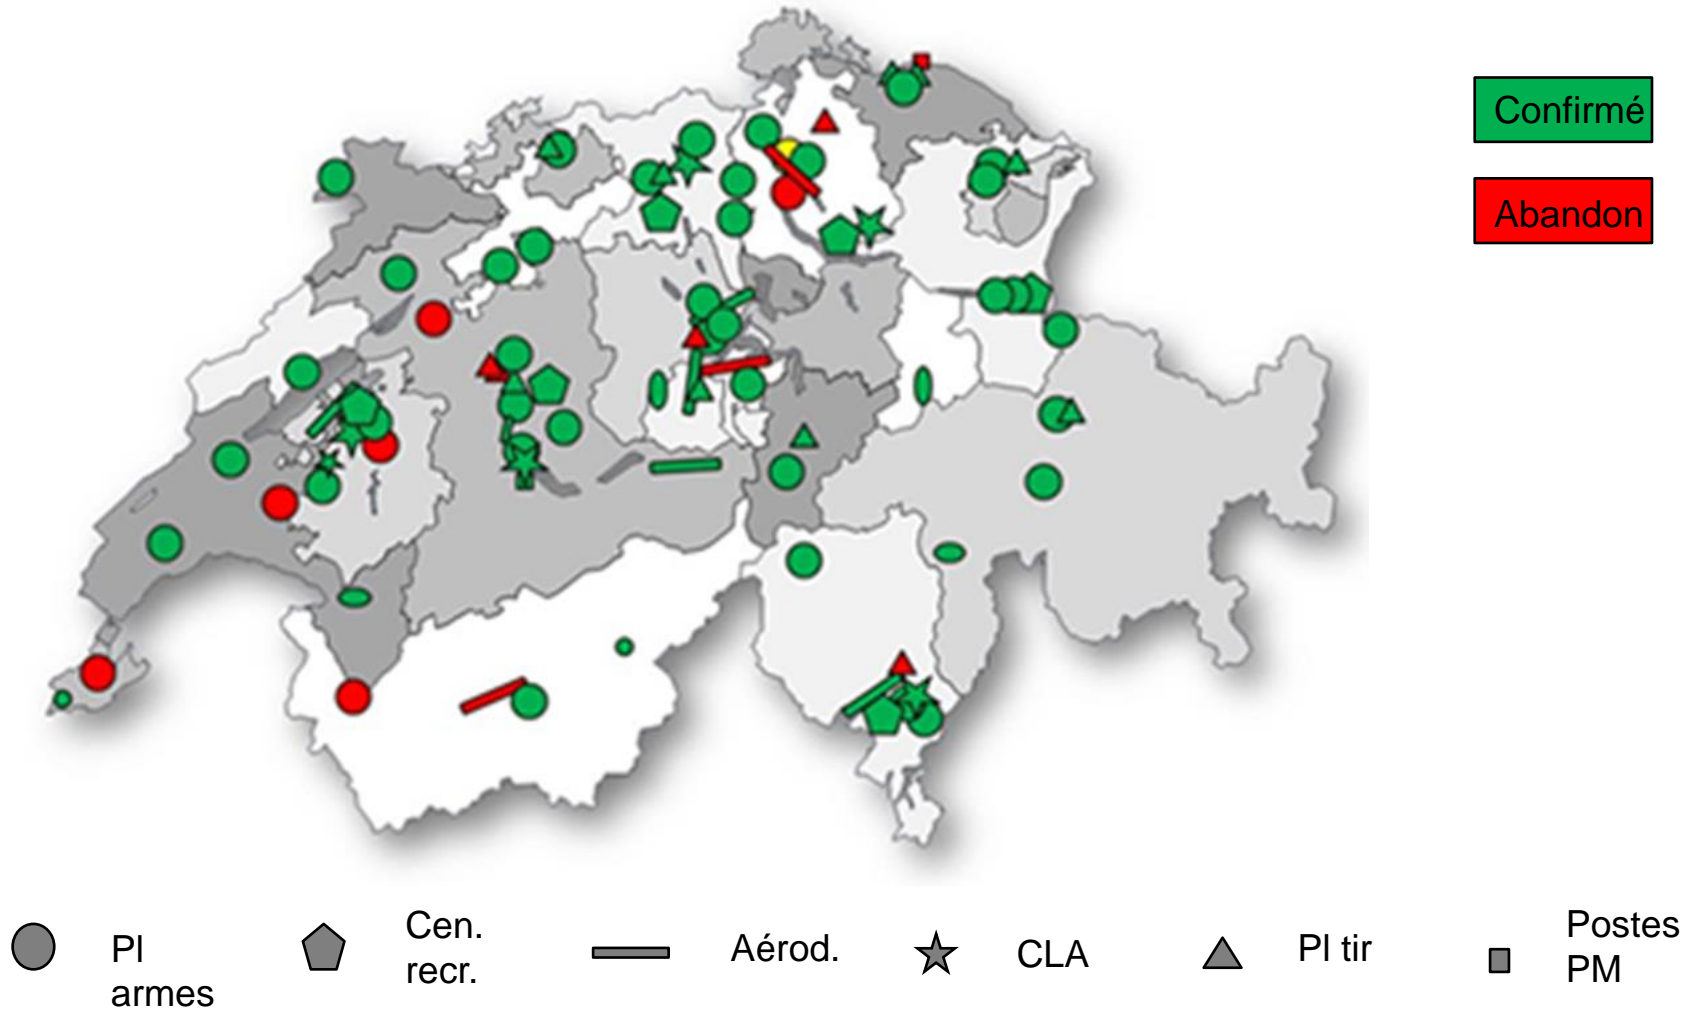 Confirmé
Abandon
Pl
armes
Cen.
recr.
Aérod.
CLA
Pl tir
Postes
PM